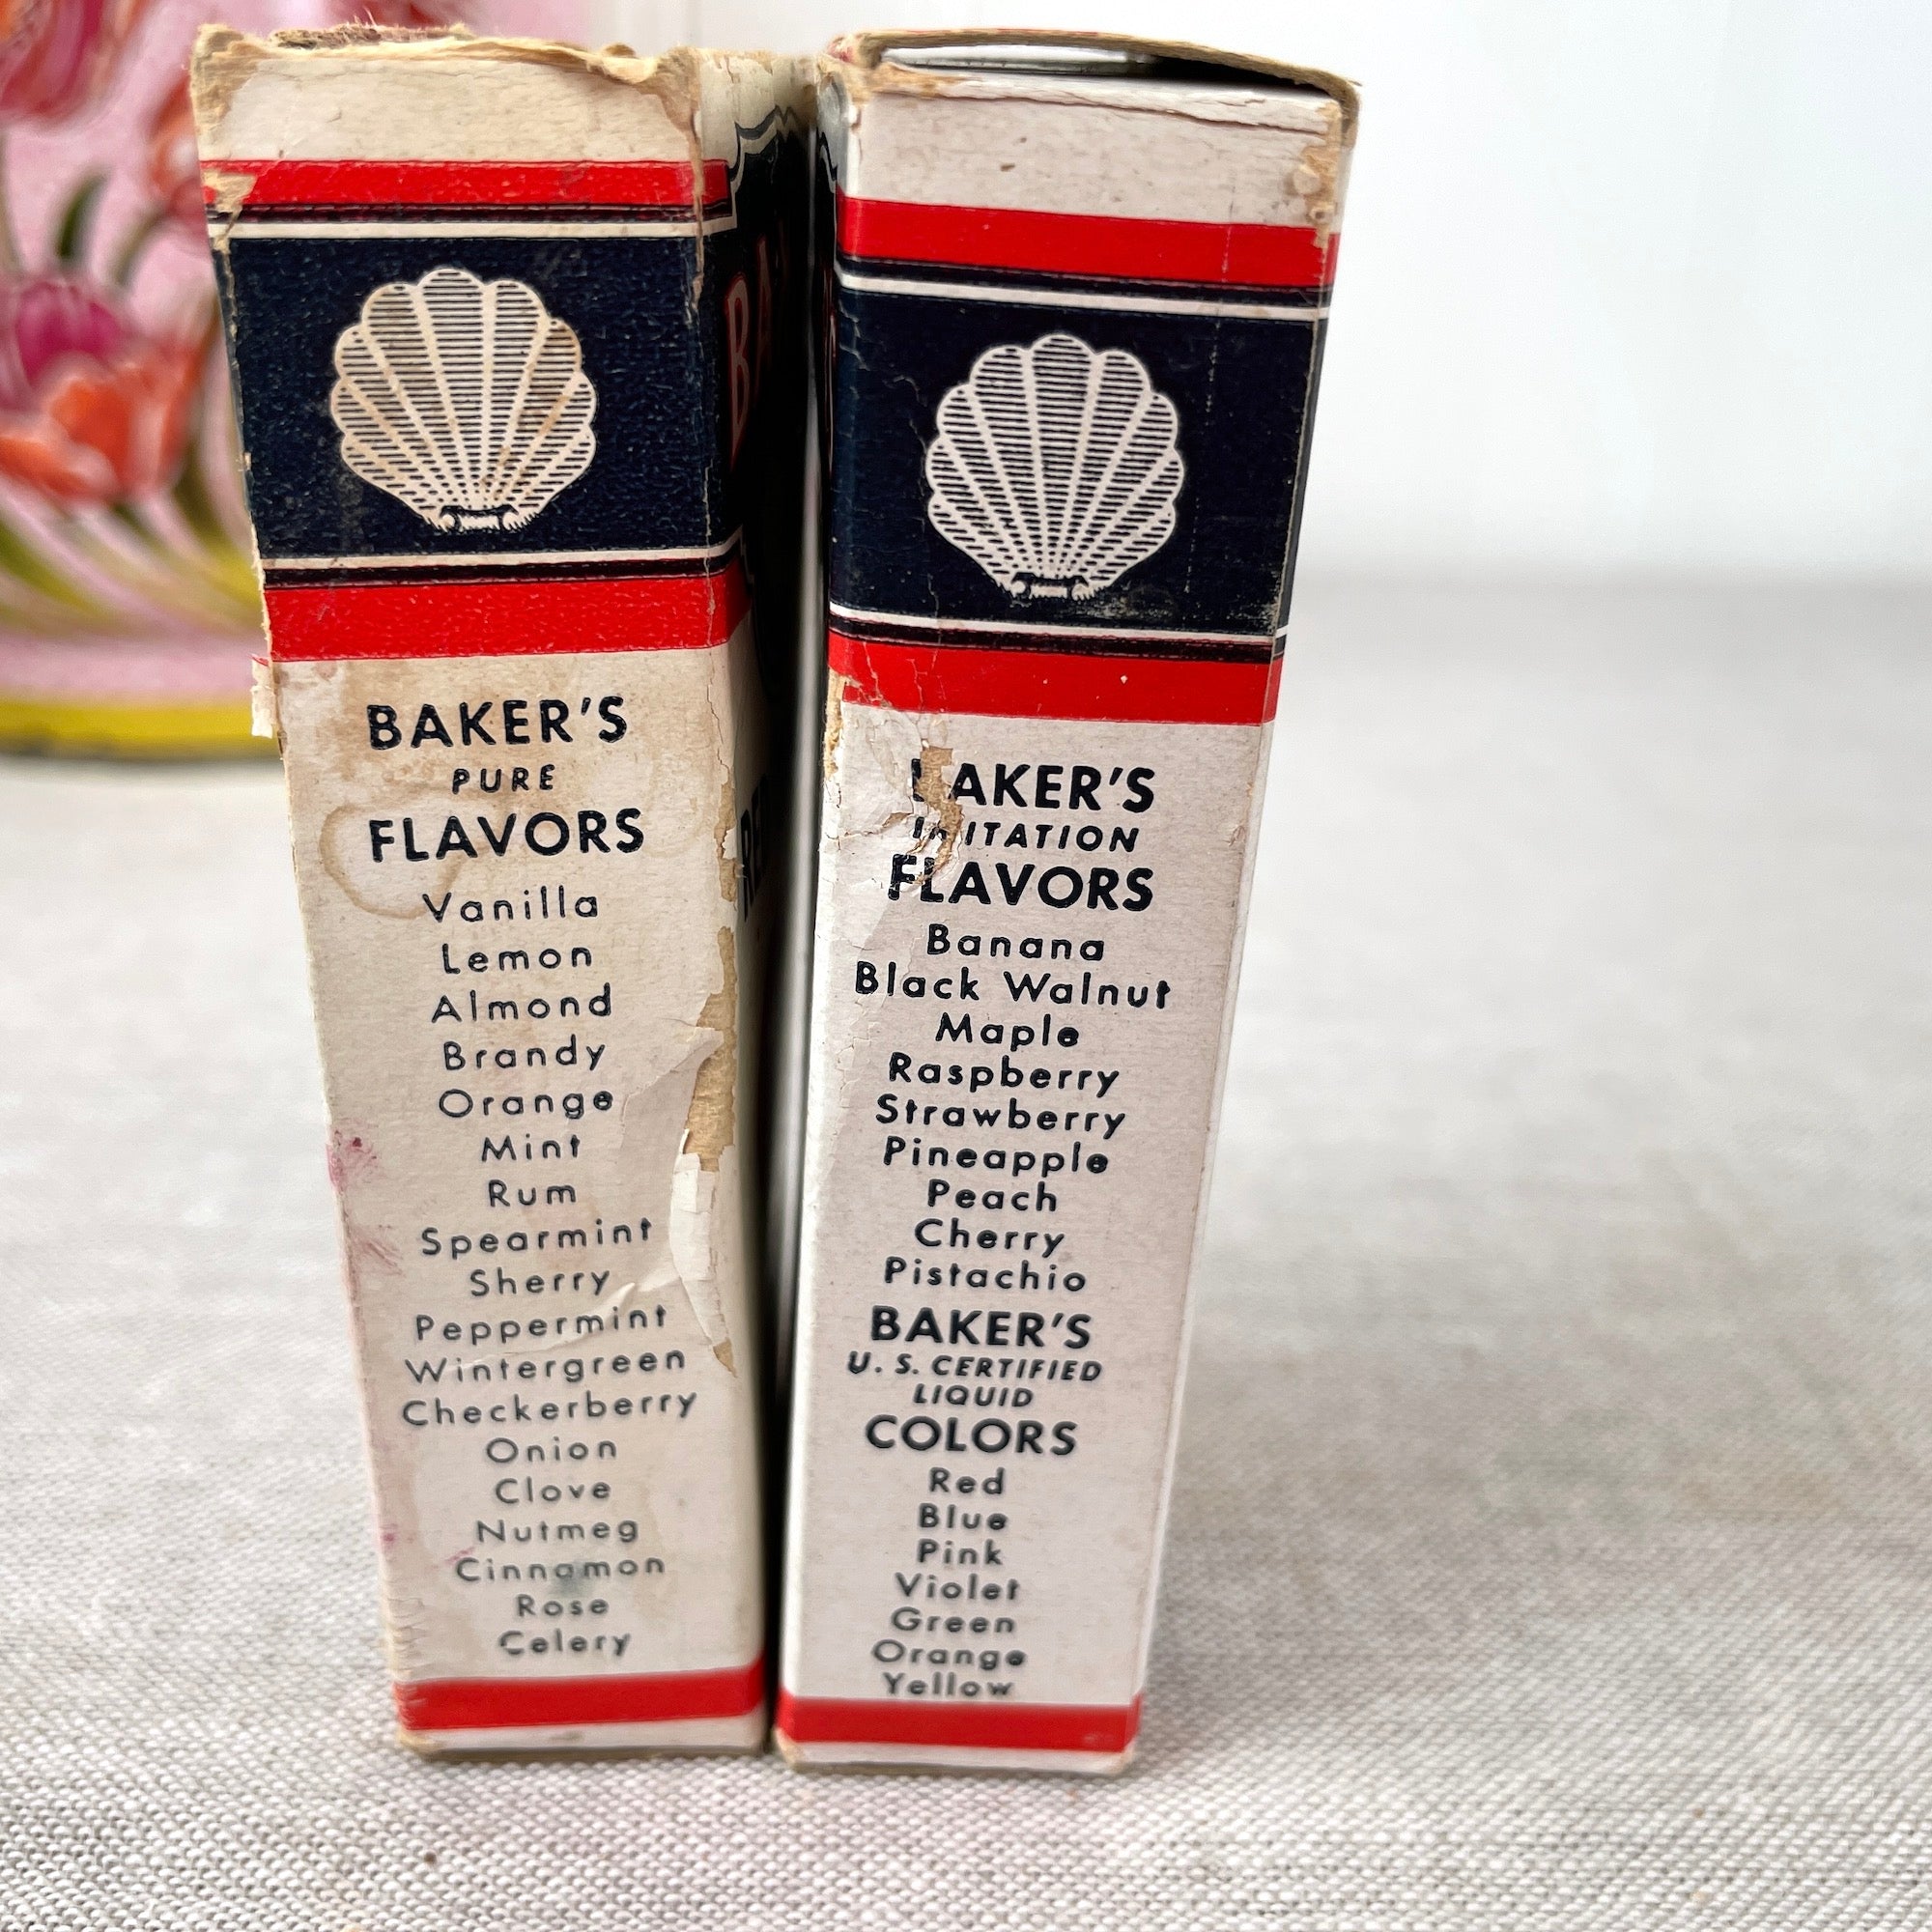 BAKER'S
PURE
FLAVORS
Vanilla
Lemon
Almond
Brandy
Orange
Mint
Rum
Spearmint
Sherry
Peppermint
Wintergreen
Checkerberry
Onion
Clove
Nutmeg
Cinnamon
Rose
Celery
BAKER'S
IMITATION
FLAVORS
Banana
Black Walnut
Maple
Raspberry
Strawberry
Pineapple
Peach
Cherry
Pistachio
BAKER'S
U. S. CERTIFIED
LIQUID
COLORS
Red
Blue
Pink
Violet
Green
Orange
Yellow